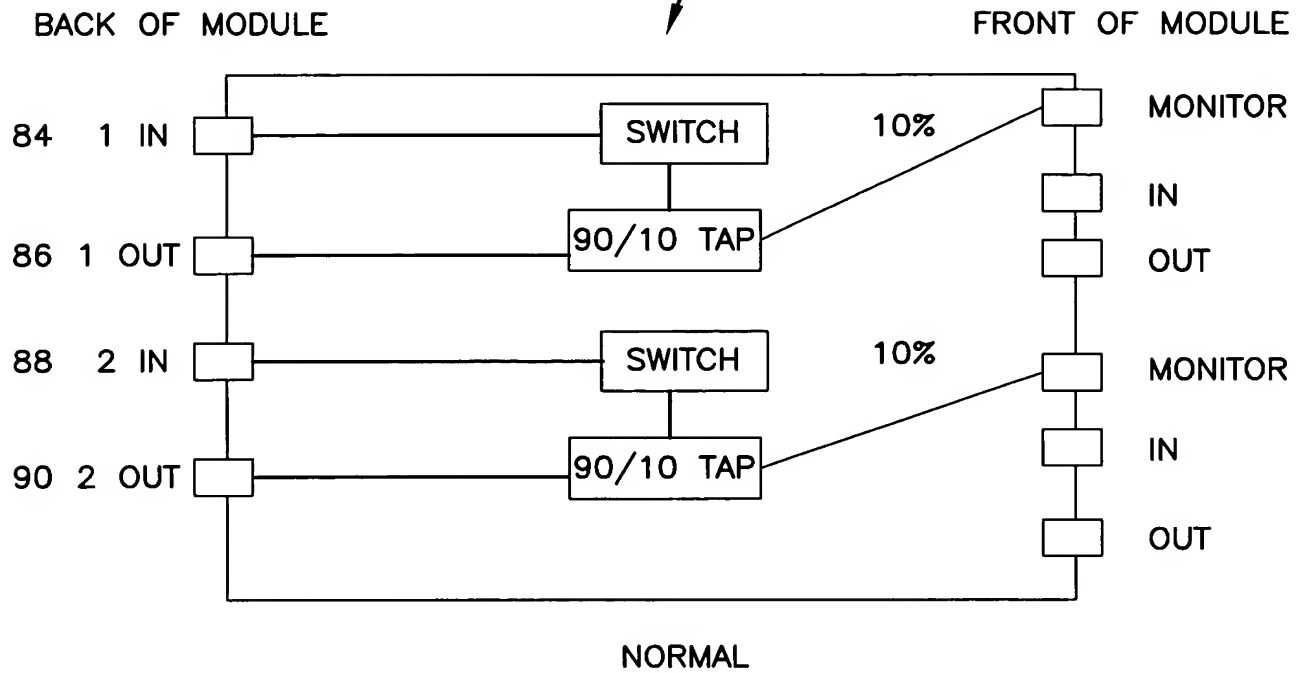 BACK OF MODULE
FRONT OF MODULE
84 1 IN
SWITCH
10%
MONITOR
IN
86 1 OUT
90/10 TAP
OUT
88 2 IN
SWITCH
10%
MONITOR
IN
90 2 OUT
90/10 TAP
OUT
NORMAL